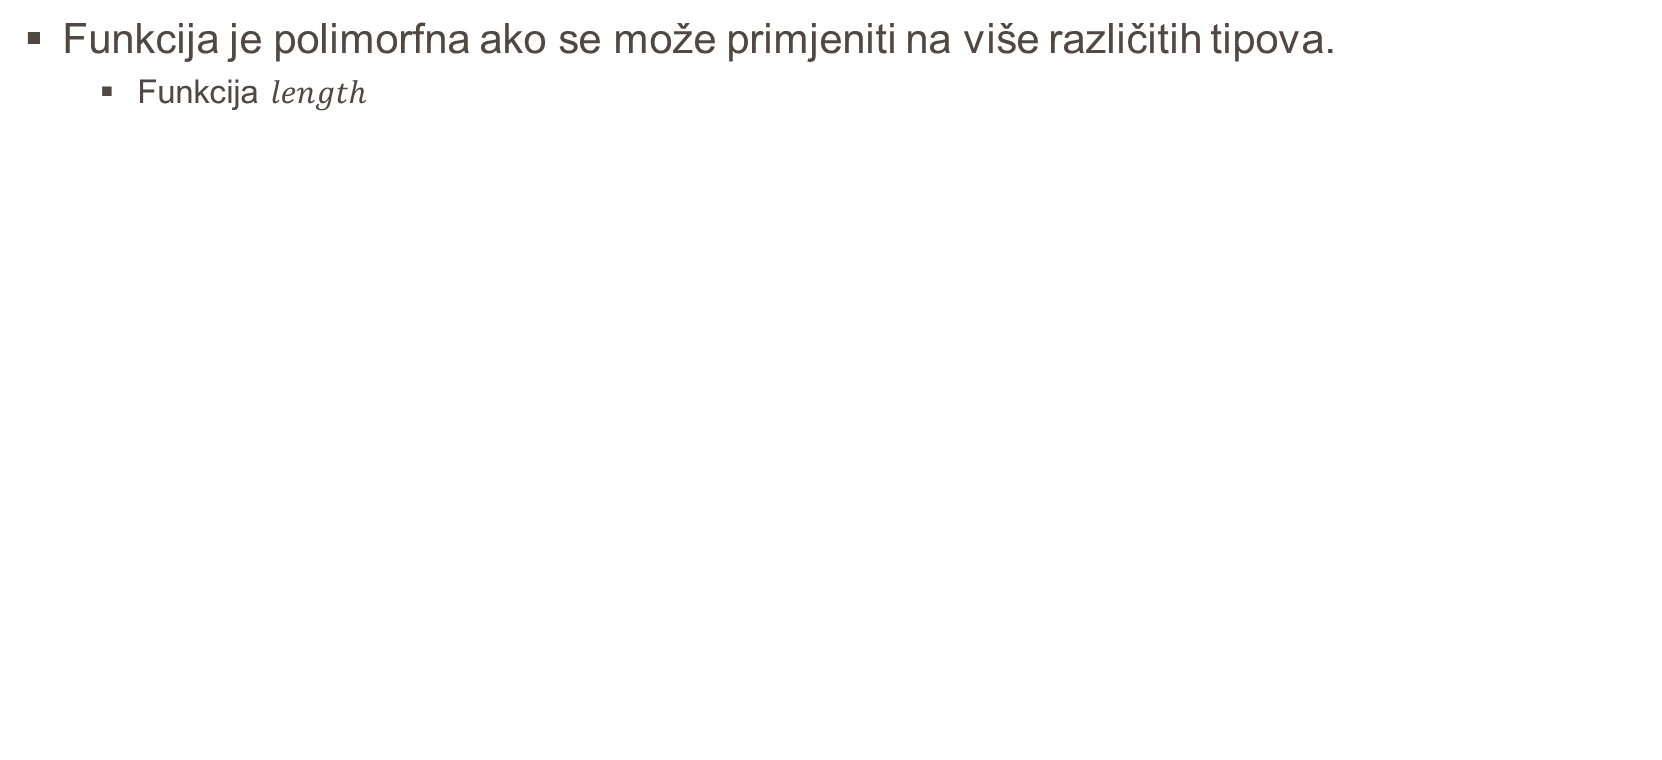 ▪ Funkcija je polimorfna ako se može primjeniti na više različitih tipova.
▪ Funkcija length